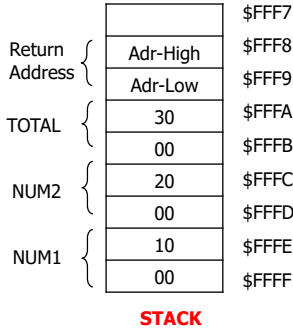 $FFF7
Return Address Adr-High $FFF8
Adr-Low $FFF9
TOTAL 30 $FFFA
00 $FFFB
NUM2 20 $FFFC
00 $FFFD
NUM1 10 $FFFE
00 $FFFF
STACK